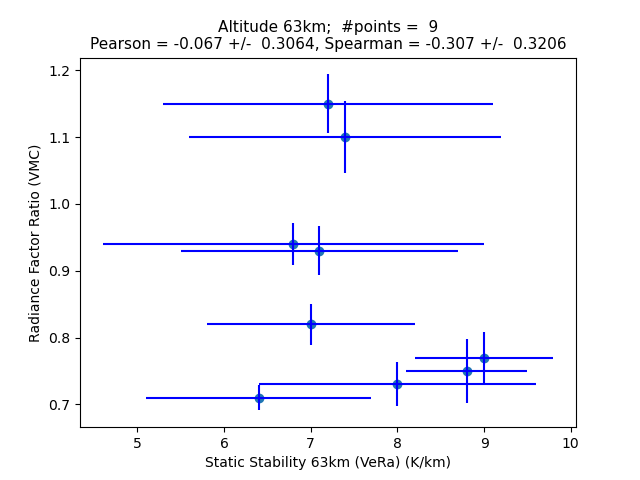 Altitude 63km;  #points =  9
Pearson = -0.067 +/-  0.3064, Spearman = -0.307 +/-  0.3206
1.2
1.1
1.0
0.9
0.8
0.7
Radiance Factor Ratio (VMC)
5 6 7 8 9 10
Static Stability 63km (VeRa) (K/km)